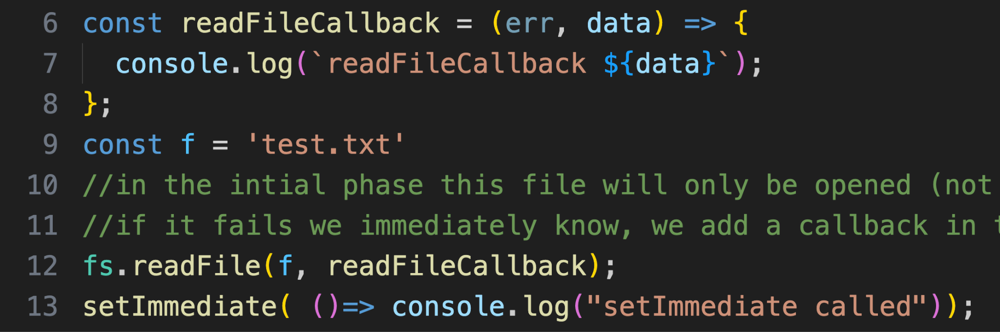 6 const readFileCallback = (err, data) => {
7 console.log(`readFileCallback ${data}`);
8 };
9 const f = 'test.txt'
10 //in the intial phase this file will only be opened (not
11 //if it fails we immediately know, we add a callback in
12 fs.readFile(f, readFileCallback);
13 setImmediate( ()=> console.log("setImmediate called"));